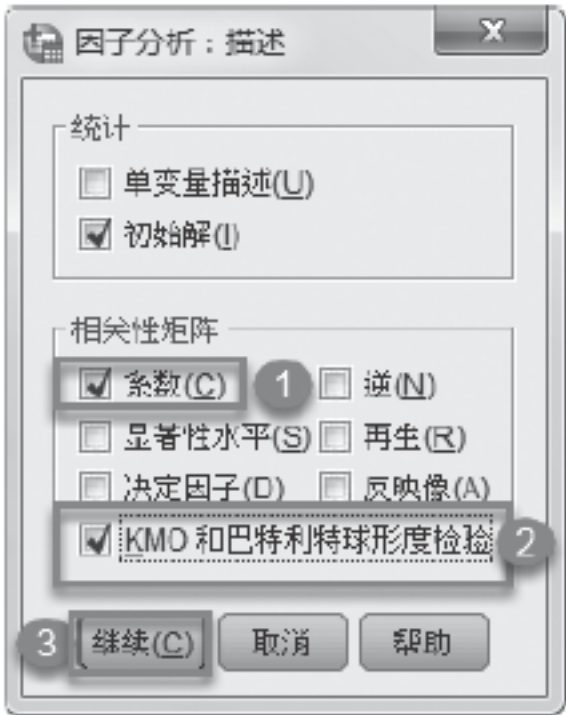 因子分析：描述
统计
单变量描述(U)
初始解(I)
相关性矩阵
系数(C) 1 逆(N)
显著性水平(S) 再生(R)
决定因子(D) 反映像(A)
KMO 和巴特利特球形度检验 2
3 继续(C) 取消 帮助